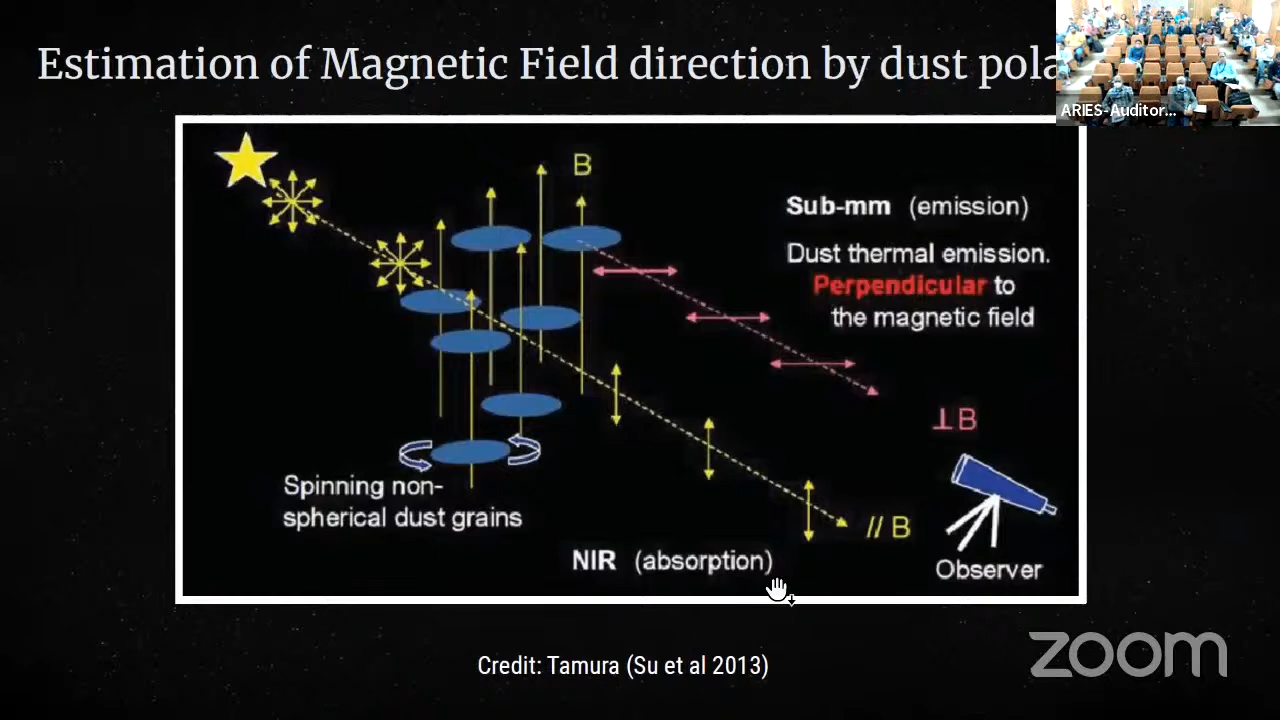 Estimation of Magnetic Field direction by dust pola
ARIES-Auditor...
B
Sub-mm (emission)
Dust thermal emission.
Perpendicular to
the magnetic field
⊥B
Spinning non-
spherical dust grains
// B
NIR (absorption)
Observer
Credit: Tamura (Su et al 2013)
zoom